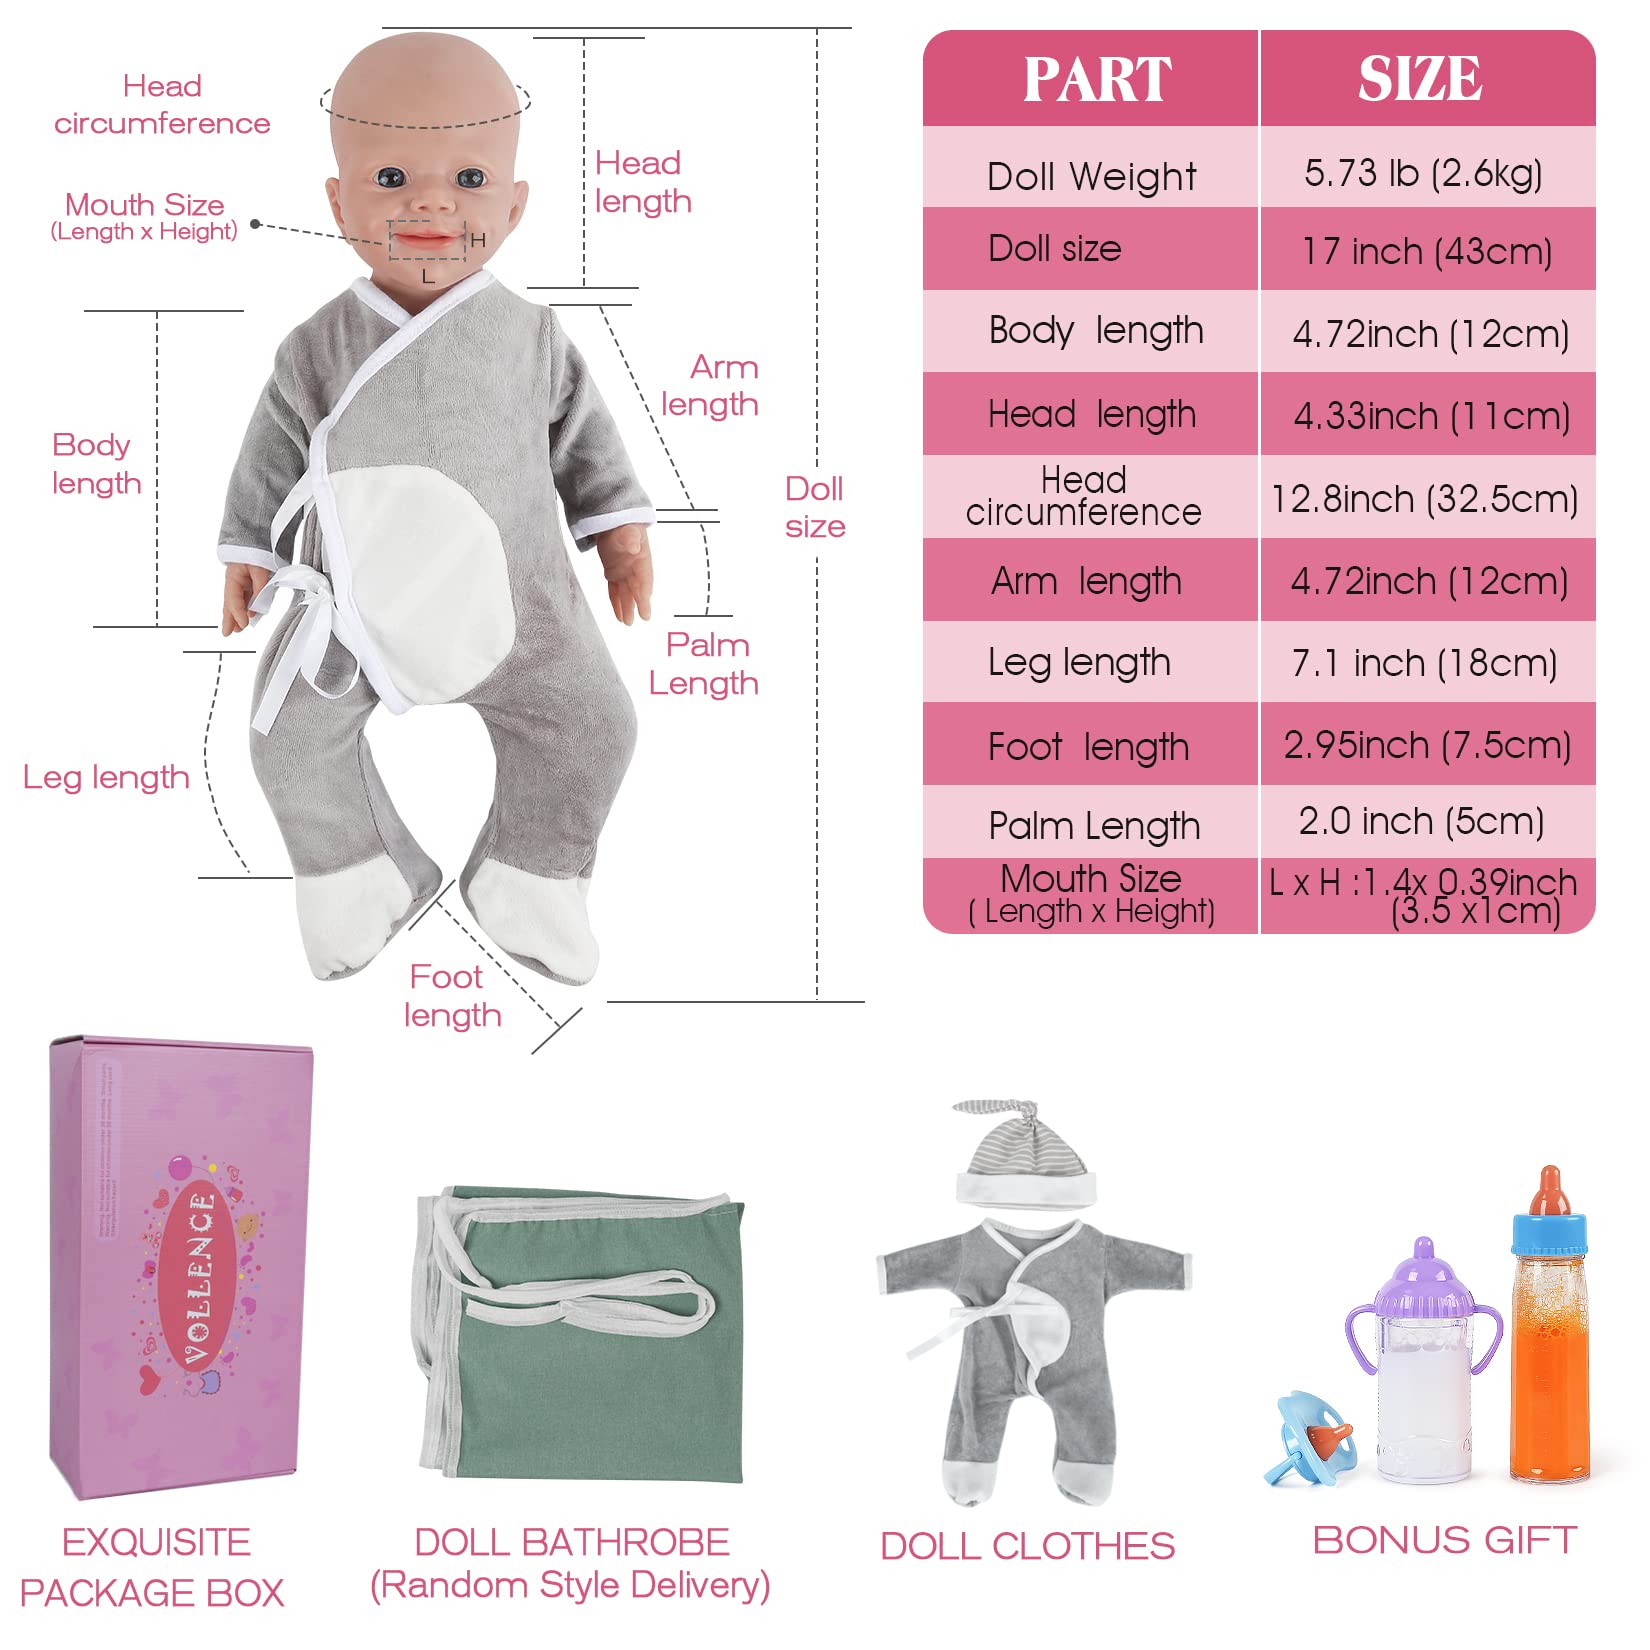 Head
circumference
Mouth Size
(Length x Height)
Head
length
H
L
Arm
length
Body
length
Doll
size
Palm
Length
Leg length
Foot
length
PART SIZE
Doll Weight 5.73 lb (2.6kg)
Doll size 17 inch (43cm)
Body length 4.72inch (12cm)
Head length 4.33inch (11cm)
Head
circumference 12.8inch (32.5cm)
Arm length 4.72inch (12cm)
Leg length 7.1 inch (18cm)
Foot length 2.95inch (7.5cm)
Palm Length 2.0 inch (5cm)
Mouth Size L x H :1.4x 0.39inch
( Length x Height) (3.5 x1cm)
VOLLENCE
EXQUISITE
PACKAGE BOX
DOLL BATHROBE
(Random Style Delivery)
DOLL CLOTHES
BONUS GIFT